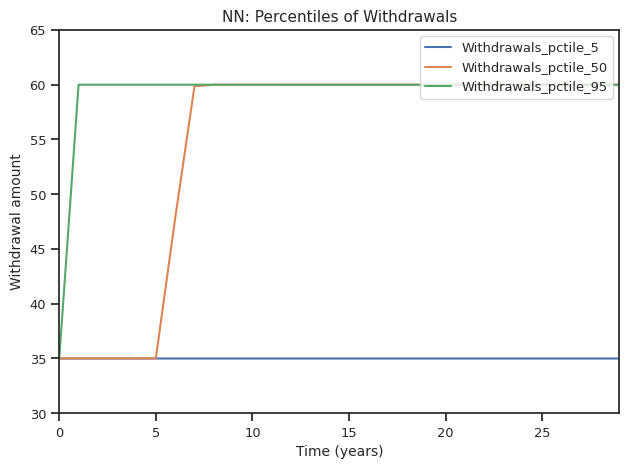 NN: Percentiles of Withdrawals
Withdrawal amount
65
60
55
50
45
40
35
30
Withdrawals_pctile_5
Withdrawals_pctile_50
Withdrawals_pctile_95
0 5 10 15 20 25
Time (years)